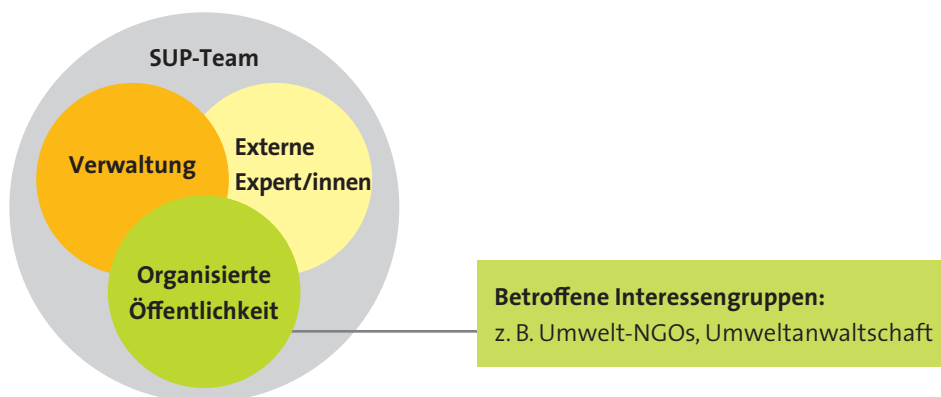 SUP-Team
Verwaltung
Externe
Expert/innen
Organisierte
Öffentlichkeit
Betroffene Interessengruppen:
z. B. Umwelt-NGOs, Umweltanwaltschaft